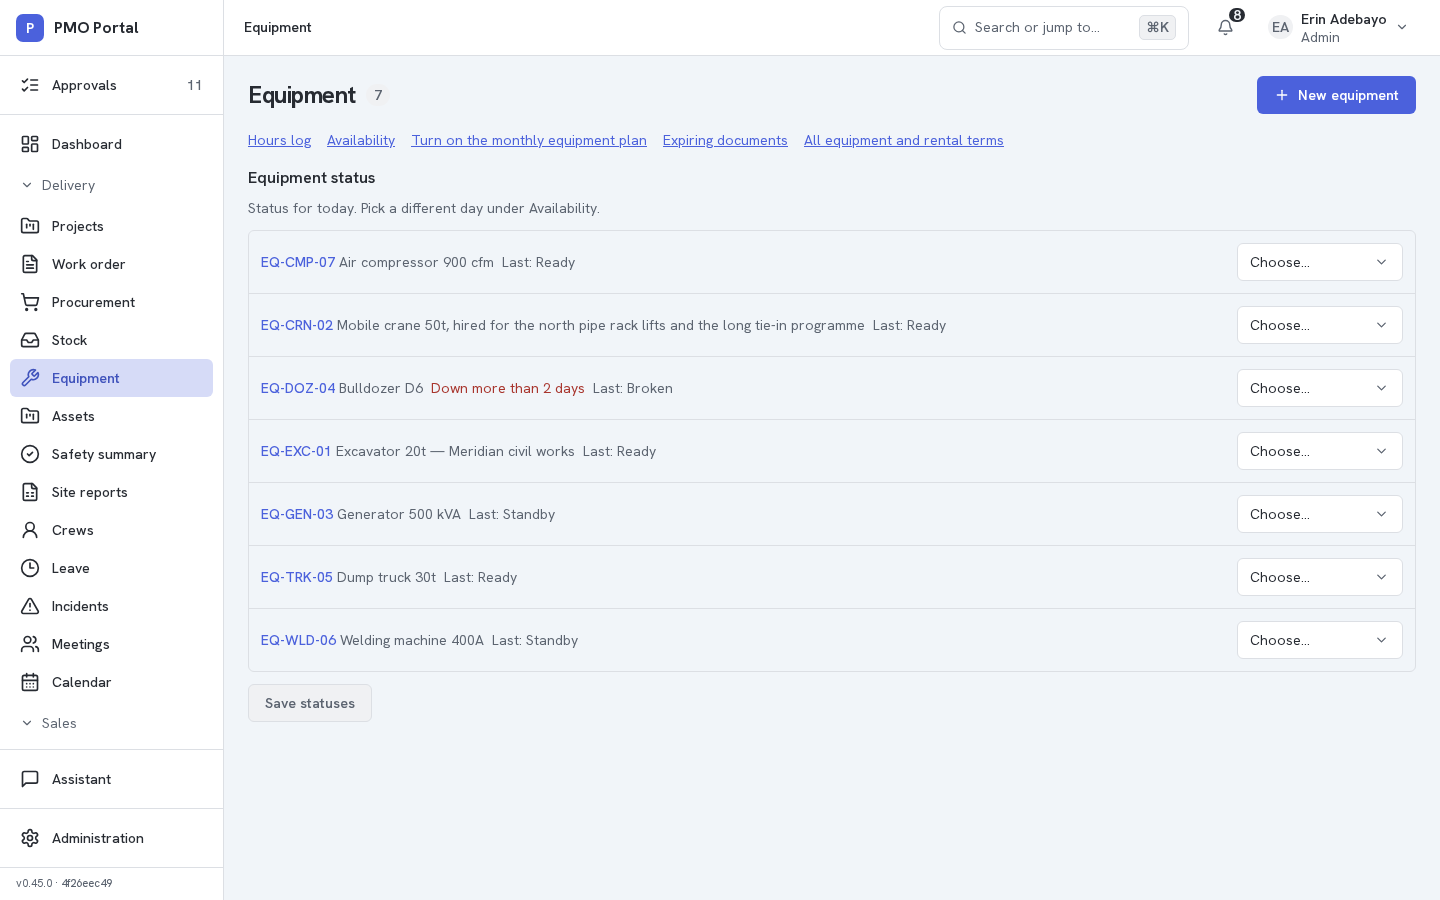 P PMO Portal
Equipment
Search or jump to...
⌘K
8
EA
Erin Adebayo
Admin
Approvals 11
Dashboard
Delivery
Projects
Work order
Procurement
Stock
Equipment
Assets
Safety summary
Site reports
Crews
Leave
Incidents
Meetings
Calendar
Sales
Assistant
Administration
v0.45.0 · 4f26eec49
Equipment 7
New equipment
Hours log Availability Turn on the monthly equipment plan Expiring documents All equipment and rental terms
Equipment status
Status for today. Pick a different day under Availability.
EQ-CMP-07 Air compressor 900 cfm Last: Ready Choose...
EQ-CRN-02 Mobile crane 50t, hired for the north pipe rack lifts and the long tie-in programme Last: Ready Choose...
EQ-DOZ-04 Bulldozer D6 Down more than 2 days Last: Broken Choose...
EQ-EXC-01 Excavator 20t — Meridian civil works Last: Ready Choose...
EQ-GEN-03 Generator 500 kVA Last: Standby Choose...
EQ-TRK-05 Dump truck 30t Last: Ready Choose...
EQ-WLD-06 Welding machine 400A Last: Standby Choose...
Save statuses